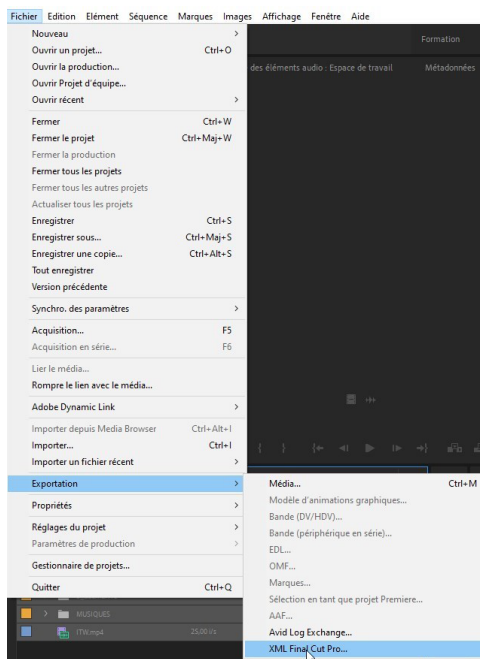 Fichier Edition Elément Séquence Marques Images Affichage Fenêtre Aide
Nouveau >
Formation
Ouvrir un projet... Ctrl+O
Ouvrir la production...
des éléments audio : Espace de travail Métadonnées
Ouvrir Projet d'équipe...
Ouvrir récent >
Fermer Ctrl+W
Fermer le projet Ctrl+Maj+W
Fermer la production
Fermer tous les projets
Fermer tous les autres projets
Actualiser tous les projets
Enregistrer Ctrl+S
Enregistrer sous... Ctrl+Maj+S
Enregistrer une copie... Ctrl+Alt+S
Tout enregistrer
Version précédente
Synchro. des paramètres >
Acquisition... F5
Acquisition en série... F6
Lier le média...
Rompre le lien avec le média...
Adobe Dynamic Link >
Importer depuis Media Browser Ctrl+Alt+I
Importer... Ctrl+I
Importer un fichier récent >
Exportation >
Propriétés >
Réglages du projet >
Paramètres de production >
Gestionnaire de projets...
Quitter Ctrl+Q
Média... Ctrl+M
Modèle d'animations graphiques...
Bande (DV/HDV)...
Bande (périphérique en série)...
EDL...
OMF...
Marques...
Sélection en tant que projet Premiere...
AAF...
Avid Log Exchange...
XML Final Cut Pro...
> MUSIQUES
ITW.mp4 25,00 i/s